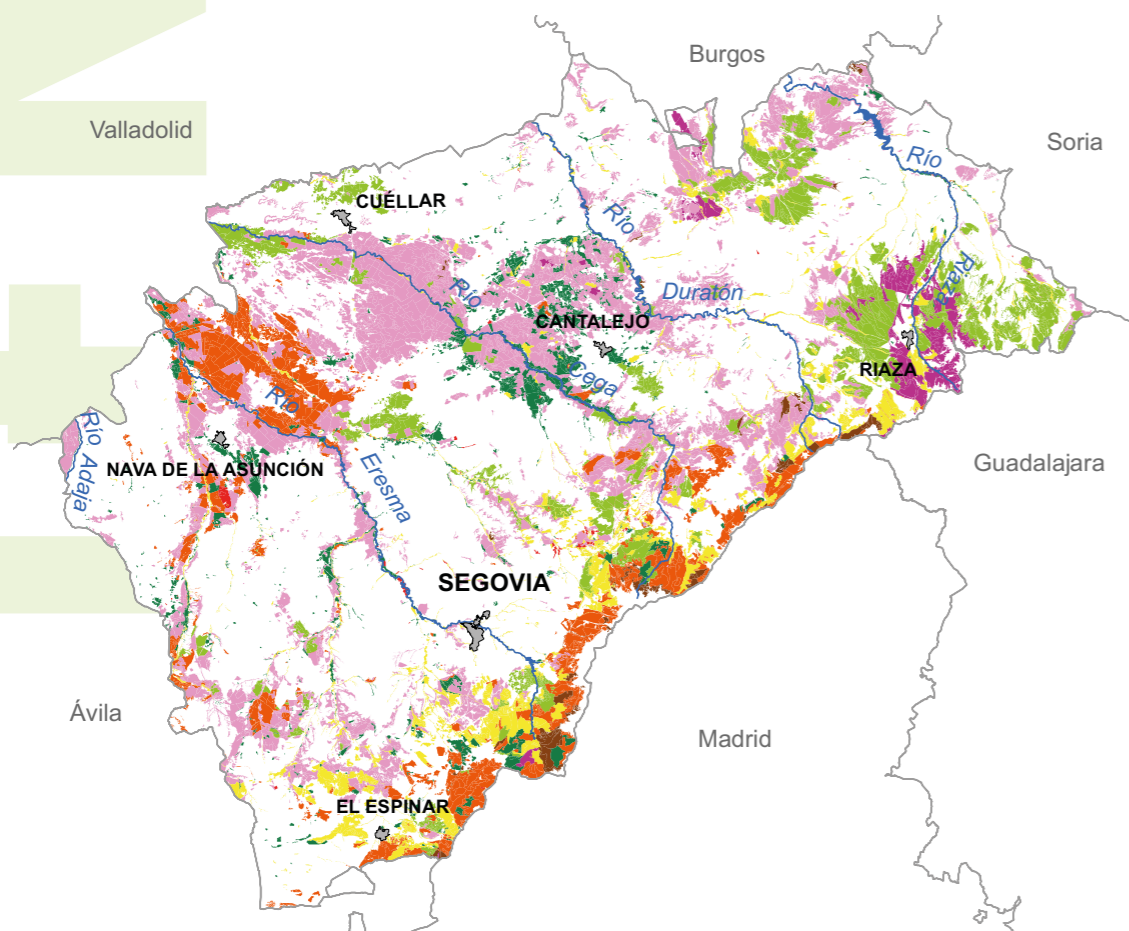 Burgos
Valladolid
Soria
Río
CUÉLLAR
Río
Riaza
Río
Duratón
CANTALEJO
RIAZA
Cega
Río
Río Adaja
NAVA DE LA ASUNCIÓN
Eresma
Guadalajara
SEGOVIA
Ávila
Madrid
EL ESPINAR